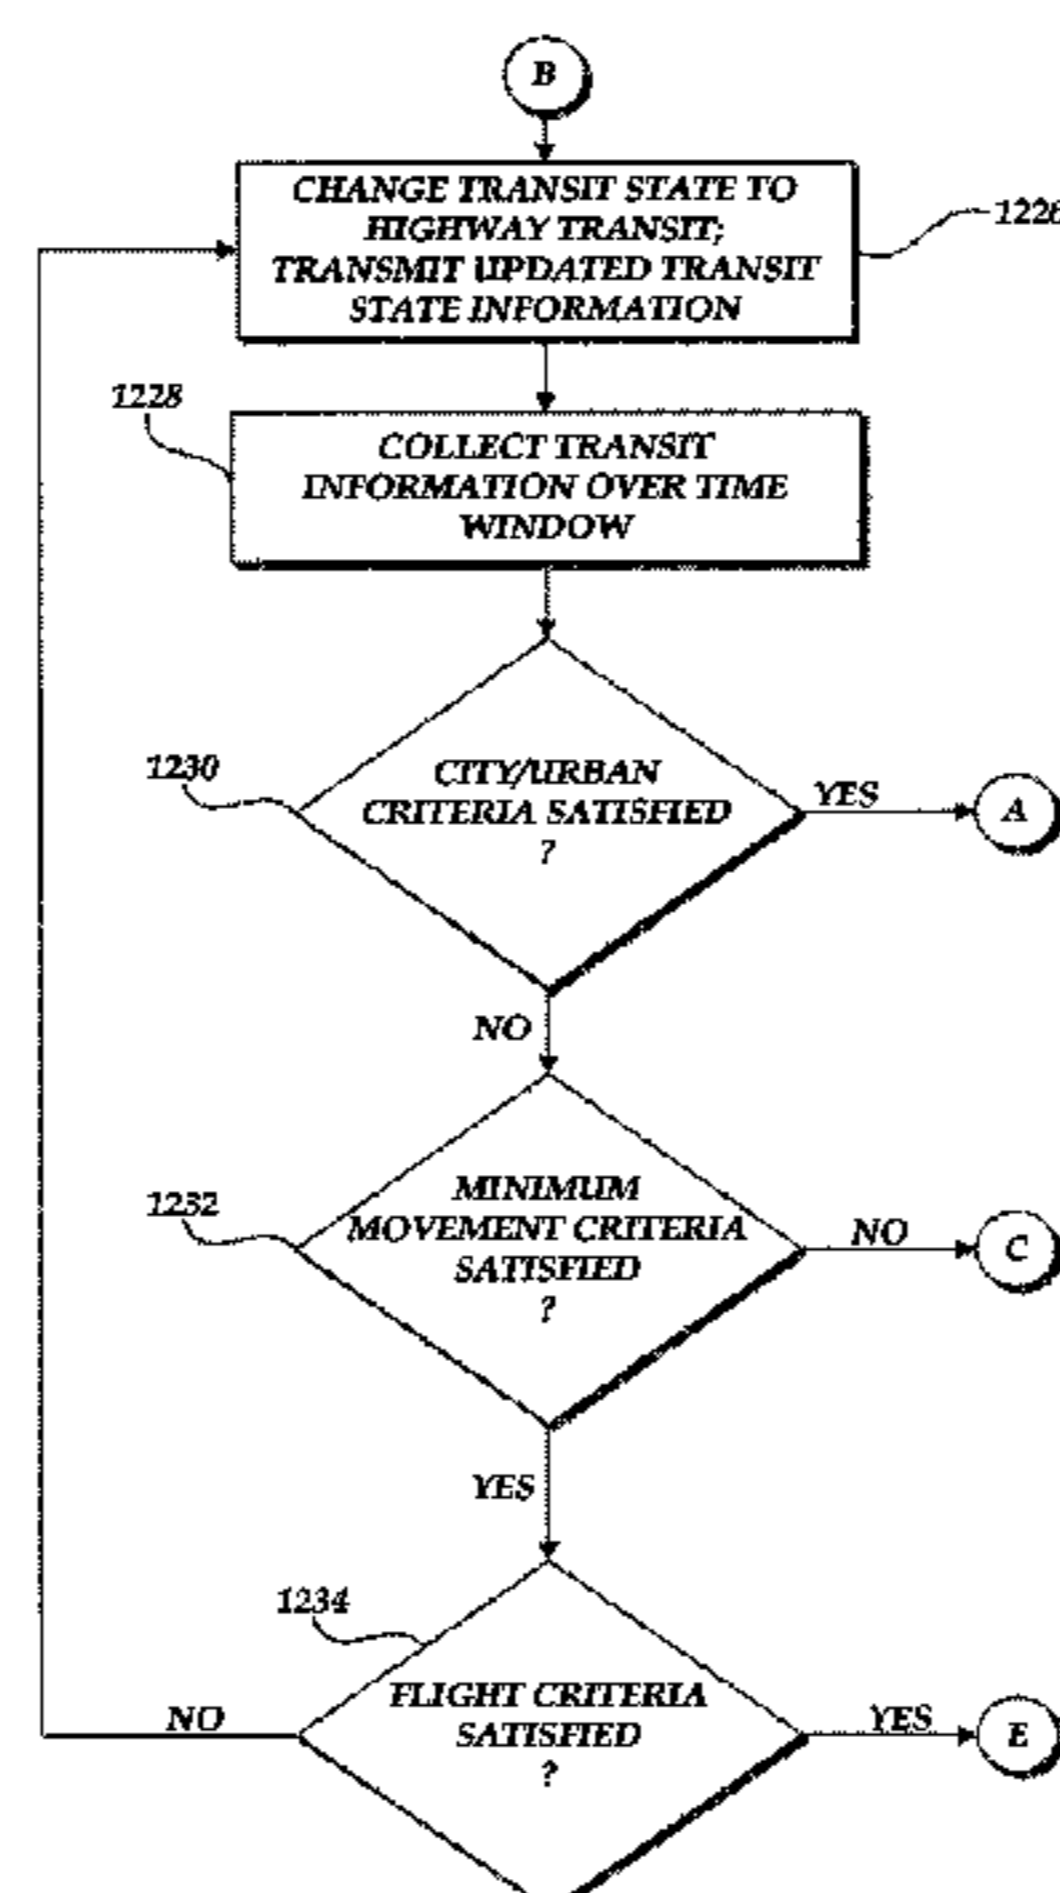 B
CHANGE TRANSIT STATE TO
HIGHWAY TRANSIT;
TRANSMIT UPDATED TRANSIT
STATE INFORMATION
1226
1228
COLLECT TRANSIT
INFORMATION OVER TIME
WINDOW
1230
CITY/URBAN
CRITERIA SATISFIED
?
YES
A
NO
1232
MINIMUM
MOVEMENT CRITERIA
SATISFIED
?
NO
C
YES
1234
FLIGHT CRITERIA
SATISFIED
?
NO
YES
E